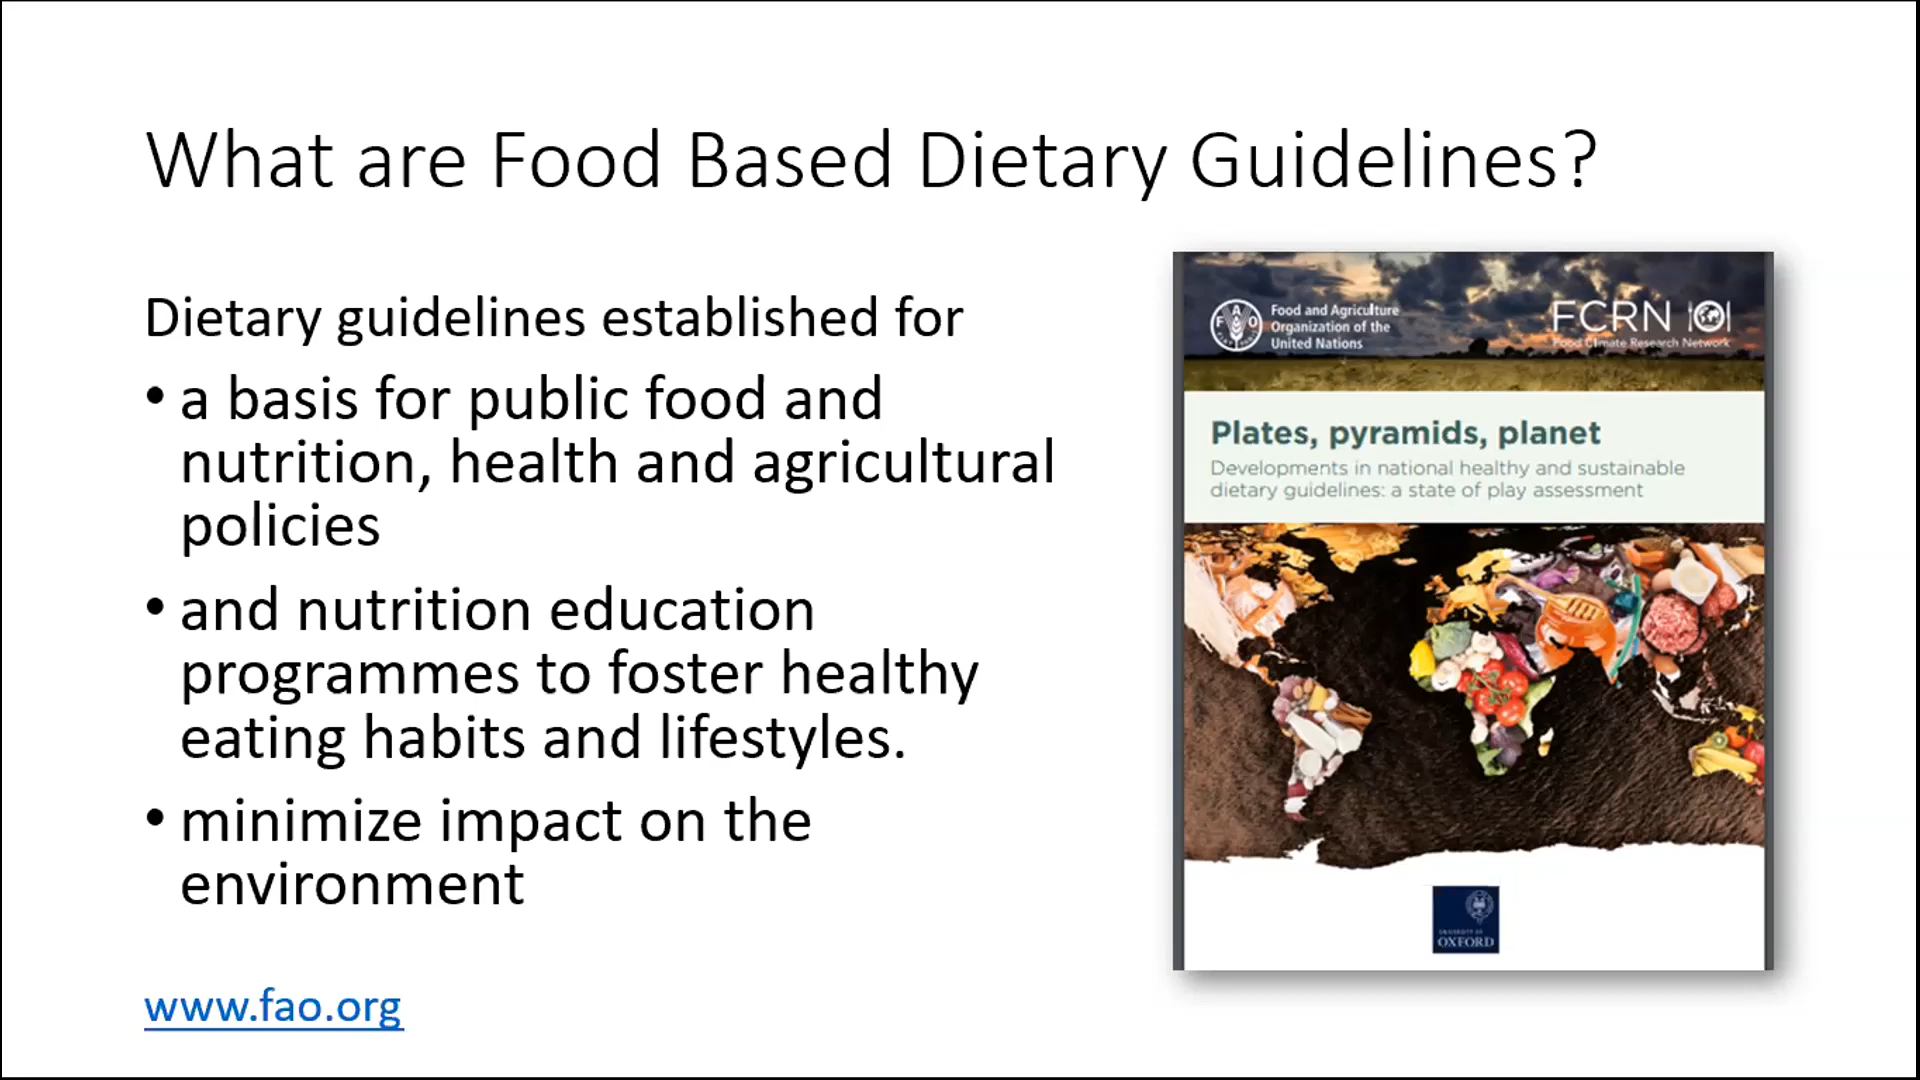 What are Food Based Dietary Guidelines?
Dietary guidelines established for
• a basis for public food and
nutrition, health and agricultural
policies
• and nutrition education
programmes to foster healthy
eating habits and lifestyles.
• minimize impact on the
environment
www.fao.org
FAO
Food and Agriculture
Organization of the
United Nations
FCRN
Food Climate Research Network
Plates, pyramids, planet
Developments in national healthy and sustainable
dietary guidelines: a state of play assessment
UNIVERSITY OF
OXFORD